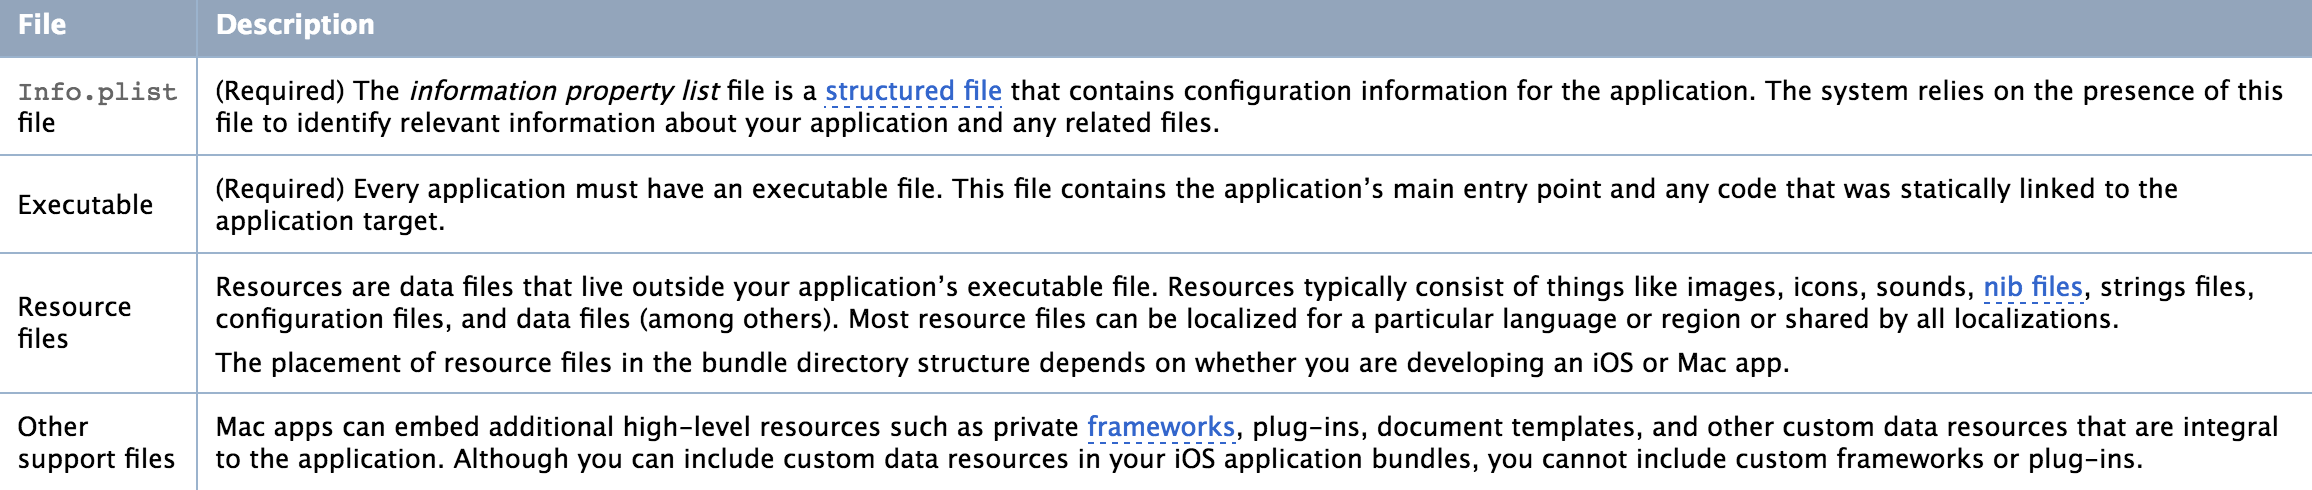 File Description
Info.plist
file
(Required) The information property list file is a structured file that contains configuration information for the application. The system relies on the presence of this
file to identify relevant information about your application and any related files.
Executable
(Required) Every application must have an executable file. This file contains the application’s main entry point and any code that was statically linked to the
application target.
Resource
files
Resources are data files that live outside your application’s executable file. Resources typically consist of things like images, icons, sounds, nib files, strings files,
configuration files, and data files (among others). Most resource files can be localized for a particular language or region or shared by all localizations.
The placement of resource files in the bundle directory structure depends on whether you are developing an iOS or Mac app.
Other
support files
Mac apps can embed additional high-level resources such as private frameworks, plug-ins, document templates, and other custom data resources that are integral
to the application. Although you can include custom data resources in your iOS application bundles, you cannot include custom frameworks or plug-ins.